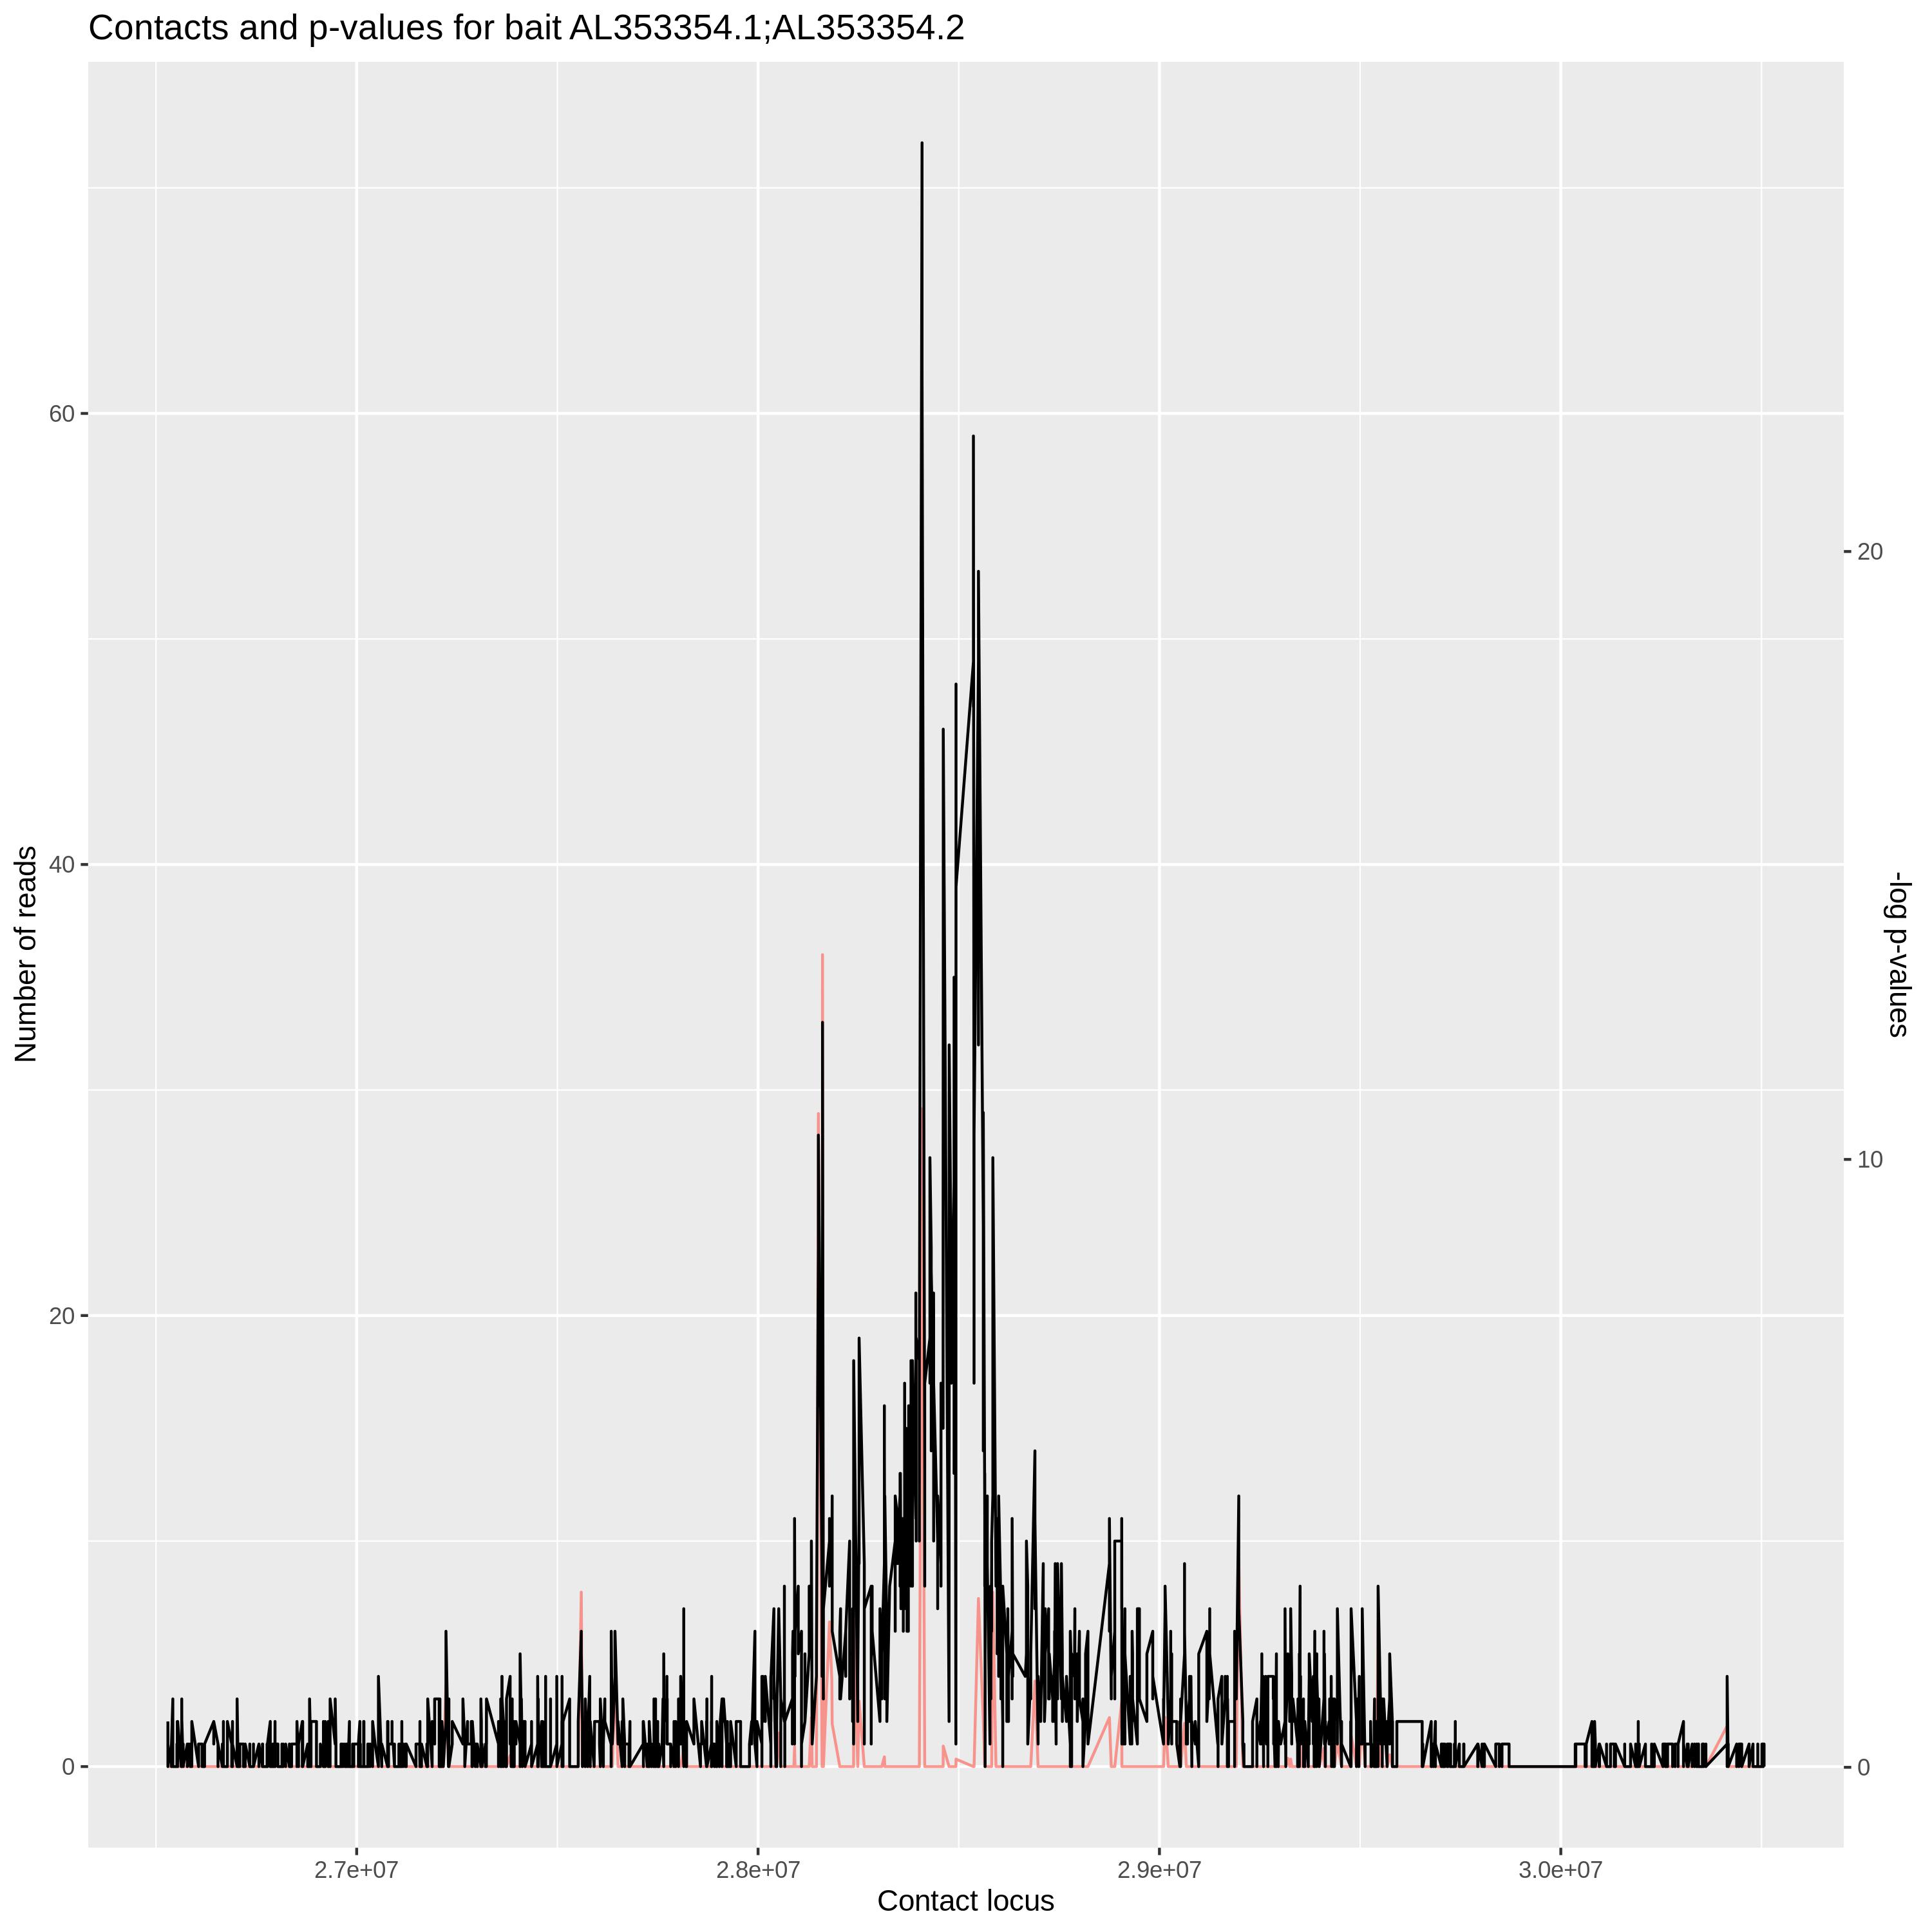 Contacts and p-values for bait AL353354.1;AL353354.2
Number of reads
60
40
20
0
20
10
0
-log p-values
2.7e+07
2.8e+07
2.9e+07
3.0e+07
Contact locus